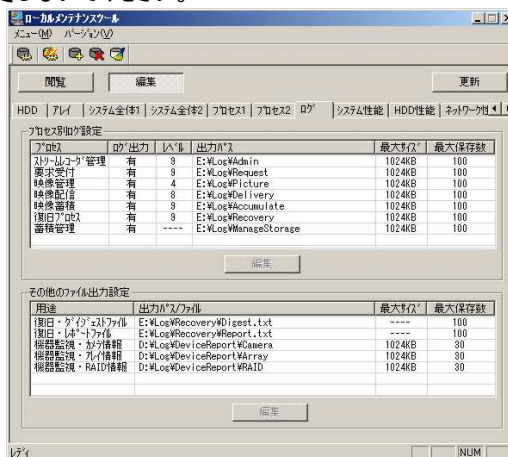 ないでください。
ローカルメンテナンスツール
メニュー(M) バージョン(V)
閲覧 編集 更新
HDD アレイ システム全体1 システム全体2 プロセス1 プロセス2 ログ システム性能 HDD性能 ネットワーク性
プロセス別ログ設定
プロセス ログ出力 レベル 出力パス 最大サイズ 最大保存数
ストリームレコーダ管理 有 9 E:¥Log¥Admin 1024KB 100
要求受付 有 9 E:¥Log¥Request 1024KB 100
映像管理 有 4 E:¥Log¥Picture 1024KB 100
映像配信 有 8 E:¥Log¥Delivery 1024KB 100
映像蓄積 有 9 E:¥Log¥Accumulate 1024KB 100
復旧プロセス 有 9 E:¥Log¥Recovery 1024KB 100
蓄積管理 有 ---- E:¥Log¥ManageStorage 1024KB 100
編集
その他のファイル出力設定
用途 出力パス/ファイル 最大サイズ 最大保存数
復旧・ダイジェストファイル E:¥Log¥Recovery¥Digest.txt ---- 100
復旧・レポートファイル E:¥Log¥Recovery¥Report.txt ---- 100
機器監視・カメラ情報 D:¥Log¥DeviceReport¥Camera 1024KB 30
機器監視・アレイ情報 D:¥Log¥DeviceReport¥Array 1024KB 30
機器監視・RAID情報 D:¥Log¥DeviceReport¥RAID 1024KB 30
編集
レディ NUM